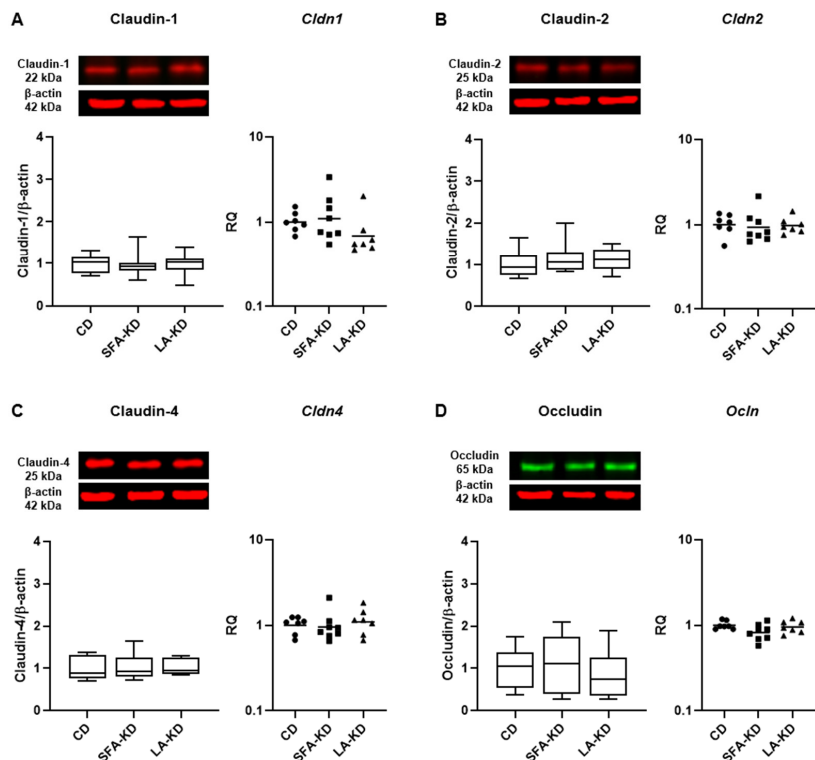 A
Claudin-1
Cldn1
Claudin-1
22 kDa
β-actin
42 kDa
Claudin-1/β-actin
4
3
2
1
0
CD
SFA-KD
LA-KD
RQ
10
1
0.1
CD
SFA-KD
LA-KD
B
Claudin-2
Cldn2
Claudin-2
25 kDa
β-actin
42 kDa
Claudin-2/β-actin
4
3
2
1
0
CD
SFA-KD
LA-KD
RQ
10
1
0.1
CD
SFA-KD
LA-KD
C
Claudin-4
Cldn4
Claudin-4
25 kDa
β-actin
42 kDa
Claudin-4/β-actin
4
3
2
1
0
CD
SFA-KD
LA-KD
RQ
10
1
0.1
CD
SFA-KD
LA-KD
D
Occludin
Ocln
Occludin
65 kDa
β-actin
42 kDa
Occludin/β-actin
4
3
2
1
0
CD
SFA-KD
LA-KD
RQ
10
1
0.1
CD
SFA-KD
LA-KD